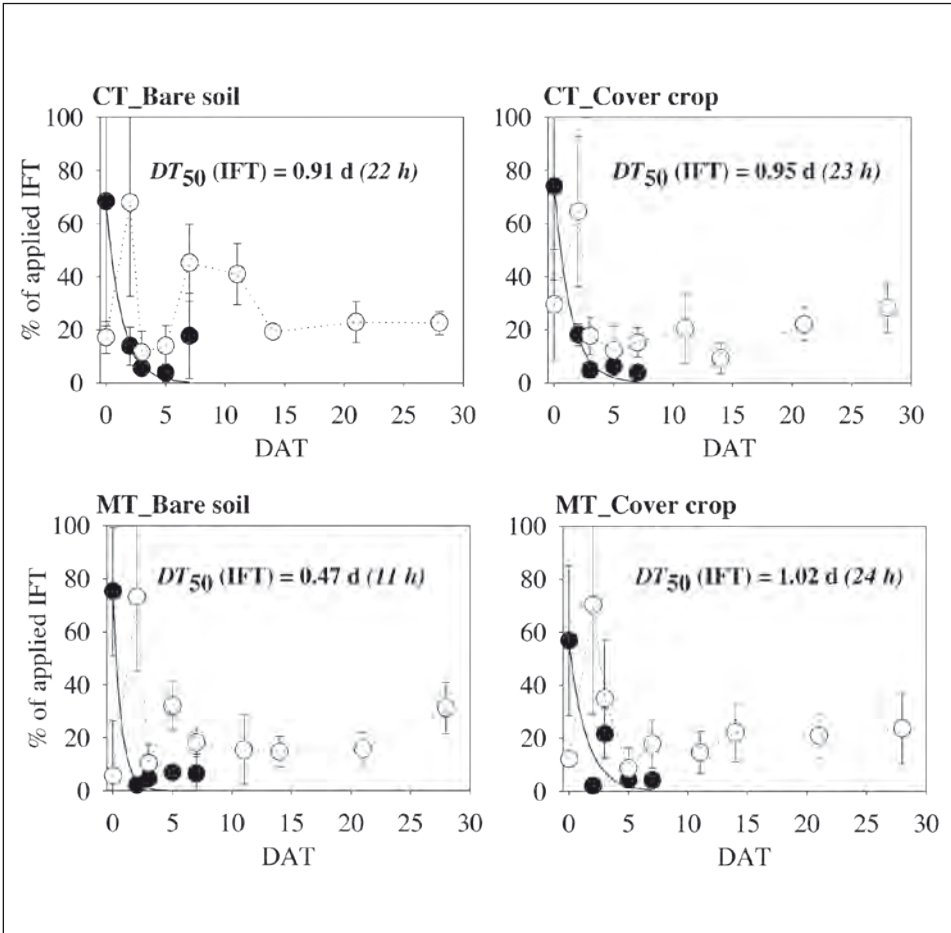 CT_Bare soil
CT_Cover crop
% of applied IFT
100
80
60
40
20
0
DT50 (IFT) = 0.91 d (22 h)
0 5 10 15 20 25 30
DAT
100
80
60
40
20
0
DT50 (IFT) = 0.95 d (23 h)
0 5 10 15 20 25 30
DAT
MT_Bare soil
MT_Cover crop
% of applied IFT
100
80
60
40
20
0
DT50 (IFT) = 0.47 d (11 h)
0 5 10 15 20 25 30
DAT
100
80
60
40
20
0
DT50 (IFT) = 1.02 d (24 h)
0 5 10 15 20 25 30
DAT